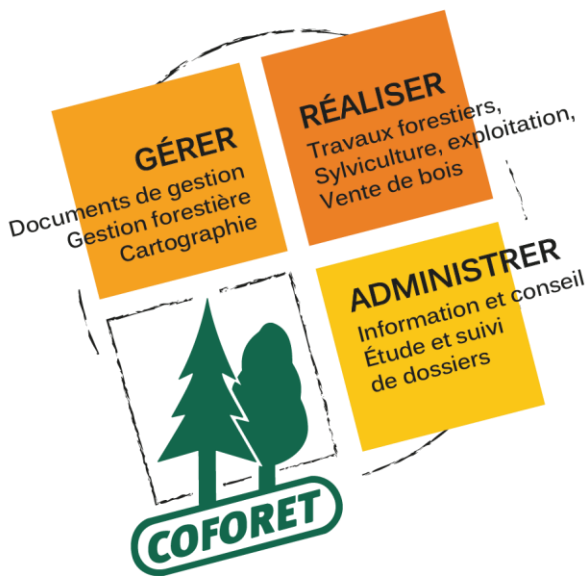 GÉRER
Documents de gestion
Gestion forestière
Cartographie
RÉALISER
Travaux forestiers,
Sylviculture, exploitation,
Vente de bois
ADMINISTRER
Information et conseil
Étude et suivi
de dossiers
COFORET